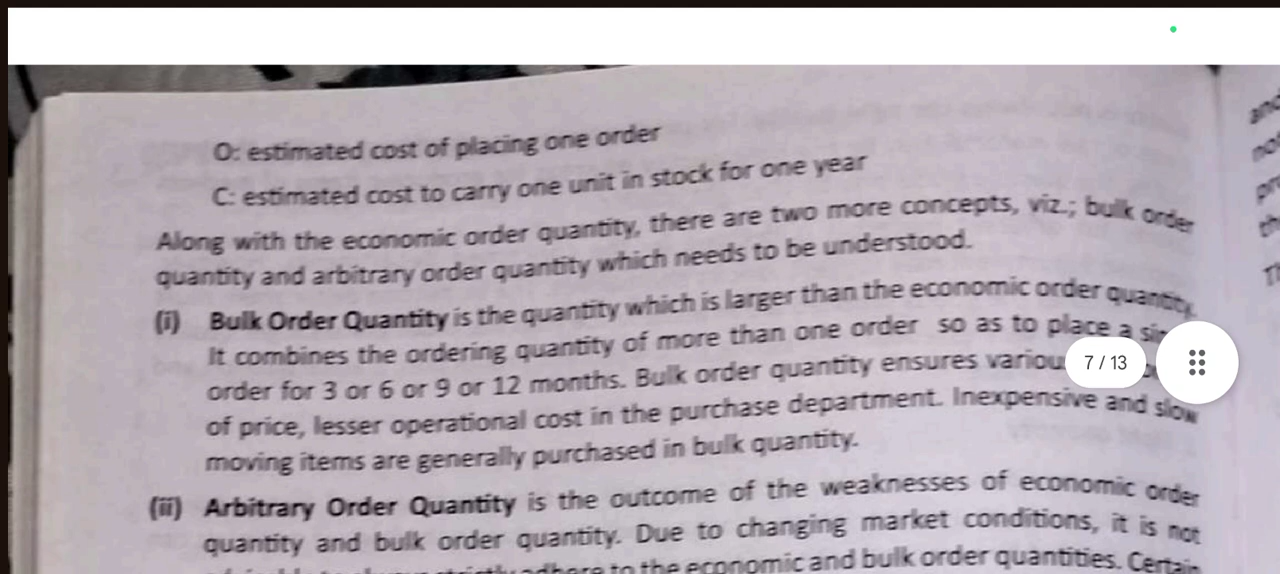 O: estimated cost of placing one order
C: estimated cost to carry one unit in stock for one year
Along with the economic order quantity, there are two more concepts, viz.; bulk order
quantity and arbitrary order quantity which needs to be understood.
(i) Bulk Order Quantity is the quantity which is larger than the economic order quantity.
It combines the ordering quantity of more than one order so as to place a
order for 3 or 6 or 9 or 12 months. Bulk order quantity ensures
7 / 13
of price, lesser operational cost in the purchase department. Inexpensive and slow
moving items are generally purchased in bulk quantity.
(ii) Arbitrary Order Quantity is the outcome of the weaknesses of economic order
quantity and bulk order quantity. Due to changing market conditions, it is not
strictly adhere to the economic and bulk order quantities. Certain